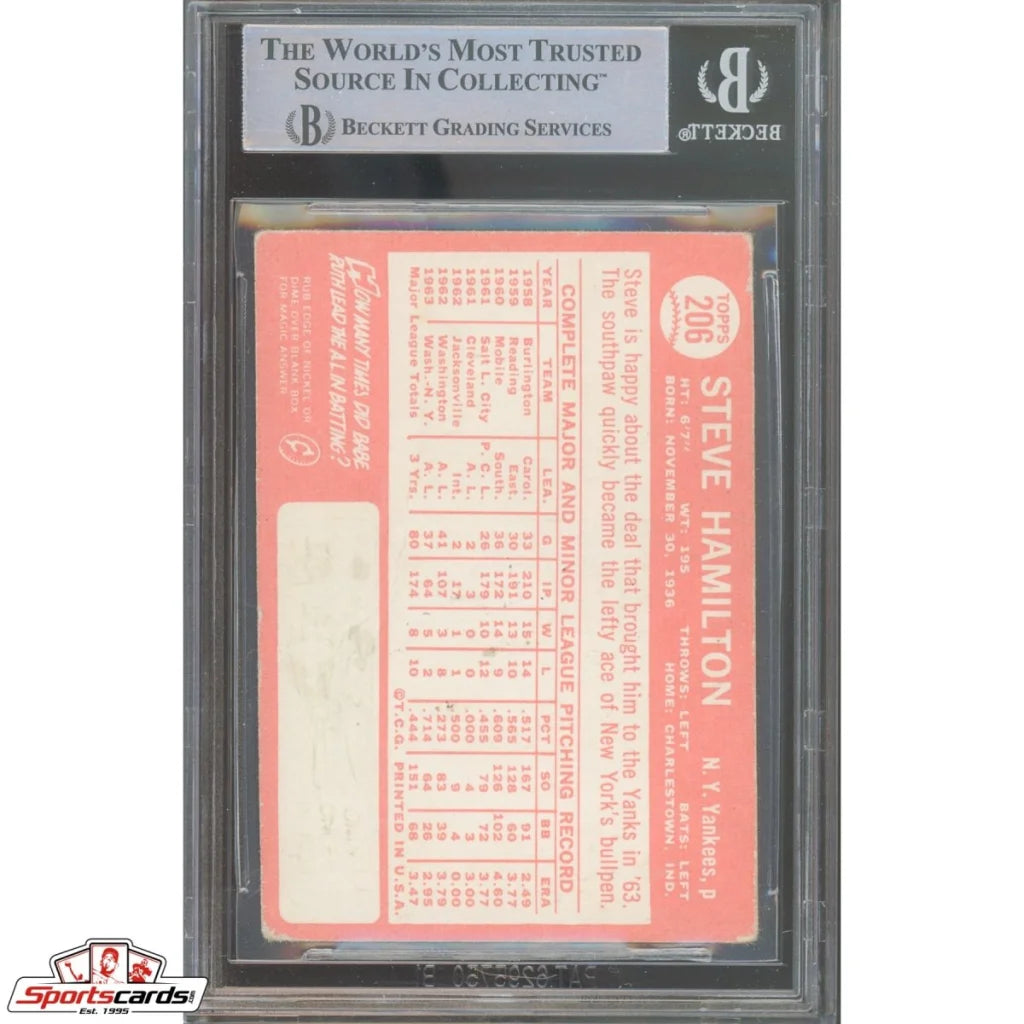 THE WORLD'S MOST TRUSTED
SOURCE IN COLLECTING™
B BECKETT GRADING SERVICES
B
BECKETT®
TOPPS
206
STEVE HAMILTON N. Y. Yankees, p
HT: 6'7" WT: 195 THROWS: LEFT BATS: LEFT
BORN: NOVEMBER 30, 1936 HOME: CHARLESTOWN, IND.
Steve is happy about the deal that brought him to the Yanks in '63.
The southpaw quickly became the lefty ace of New York's bullpen.
COMPLETE MAJOR AND MINOR LEAGUE PITCHING RECORD
YEAR TEAM LEA. G IP W L PCT SO BB ERA
1958 Burlington Carol. 33 210 15 14 .517 167 91 2.49
1959 Reading East. 30 191 13 10 .565 128 60 3.77
1960 Mobile South. 36 172 14 9 .609 126 102 4.60
1961 Salt L. City P. C. L. 26 179 10 12 .455 79 72 3.77
1961 Cleveland A. L. 2 3 0 0 .000 4 3 3.00
1962 Jacksonville Int. 2 17 1 1 .500 9 4 0.00
1962 Washington A. L. 41 107 3 8 .273 83 39 3.79
1963 Wash.-N. Y. A. L. 37 64 5 2 .714 64 26 2.95
Major League Totals 3 Yrs. 80 174 8 10 .444 151 68 3.47
©T.C.G. PRINTED IN U.S.A.
HOW MANY TIMES DID BABE
RUTH LEAD THE A.L. IN BATTING?
RUB EDGE OF NICKEL OR
DIME OVER BLANK BOX
FOR MAGIC ANSWER
Sportscards.com
Est. 1995